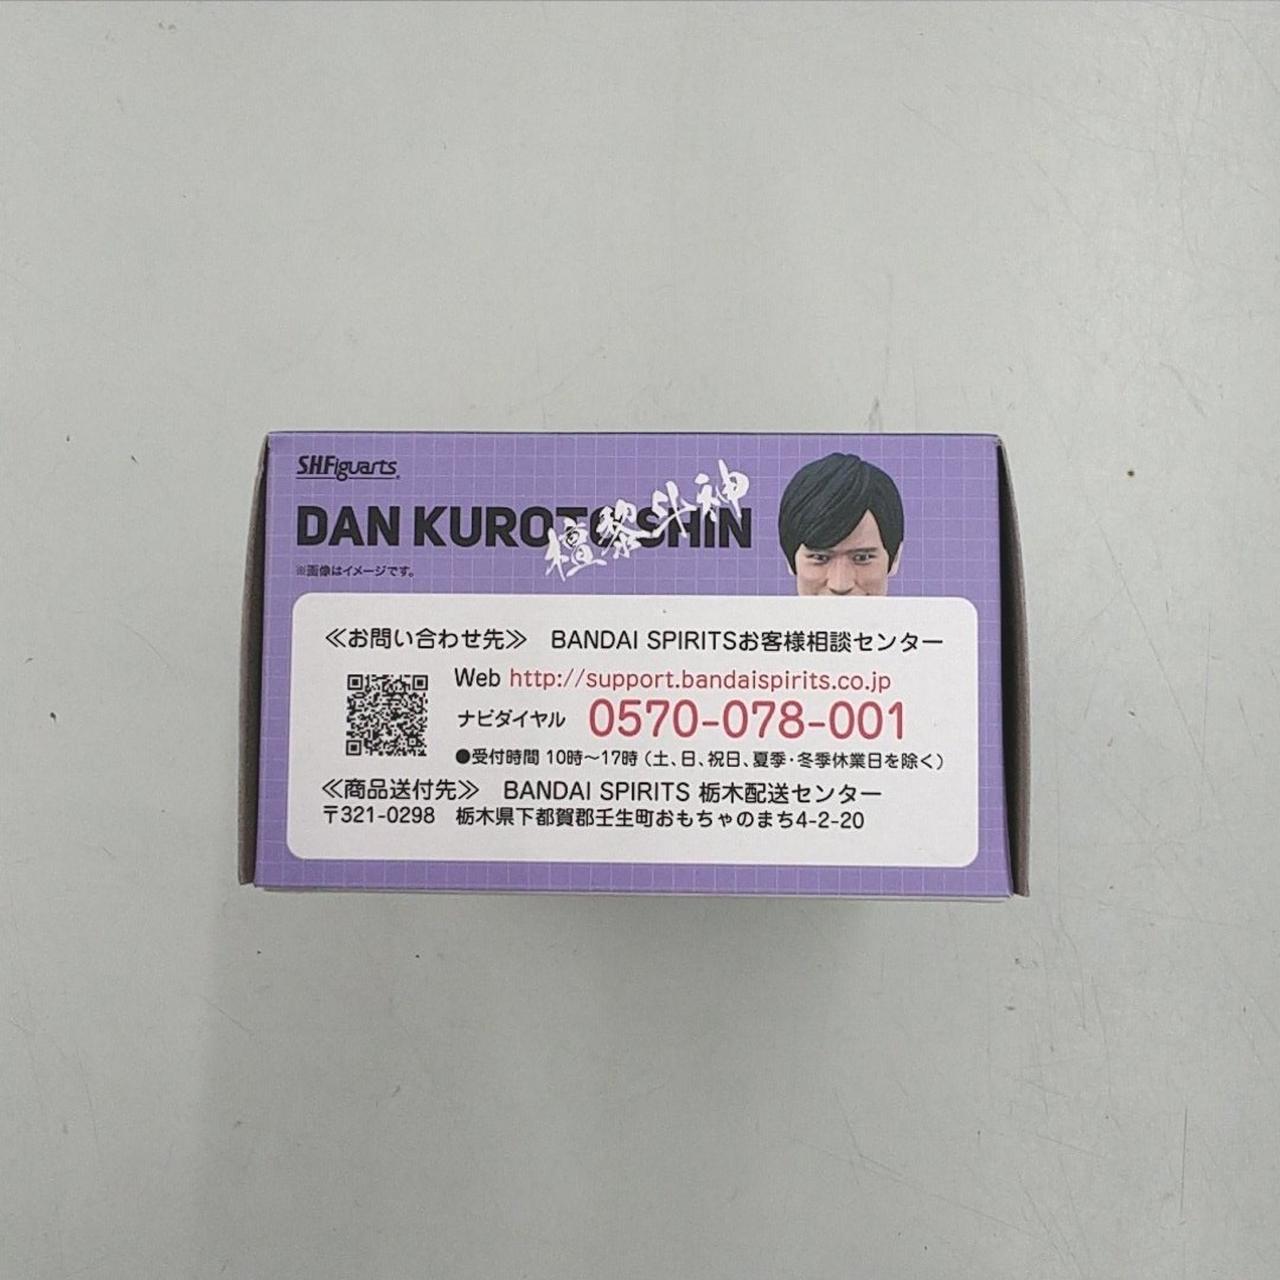 S.H.Figuarts
DAN KUROTOSHIN
檀黎斗神
※画像はイメージです。
≪お問い合わせ先≫ BANDAI SPIRITSお客様相談センター
Web http://support.bandaispirits.co.jp
ナビダイヤル 0570-078-001
●受付時間 10時〜17時（土、日、祝日、夏季・冬季休業日を除く）
≪商品送付先≫ BANDAI SPIRITS 栃木配送センター
〒321-0298 栃木県下都賀郡壬生町おもちゃのまち4-2-20